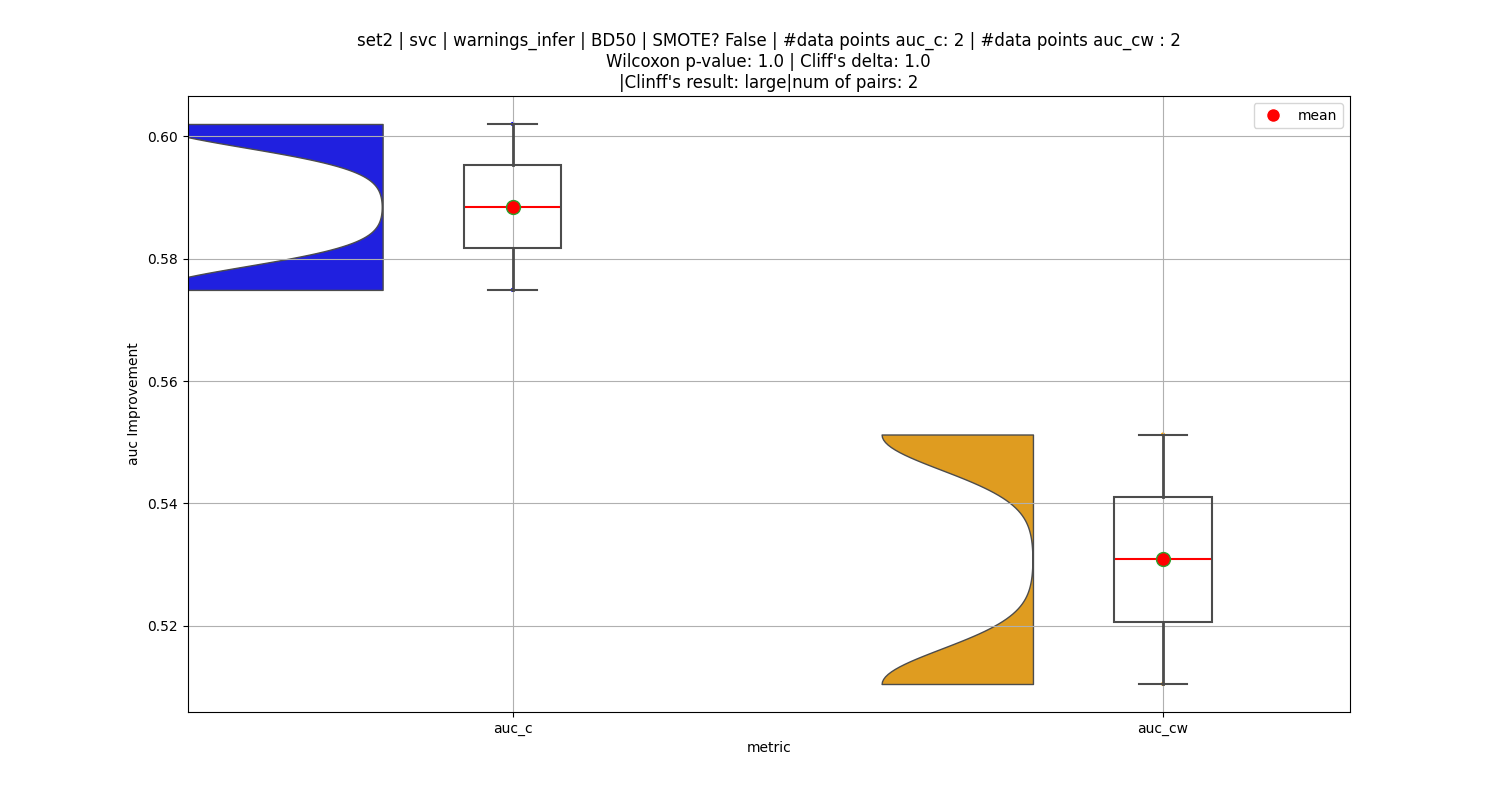 set2 | svc | warnings_infer | BD50 | SMOTE? False | #data points auc_c: 2 | #data points auc_cw : 2
Wilcoxon p-value: 1.0 | Cliff's delta: 1.0
|Clinff's result: large|num of pairs: 2
mean
0.60
0.58
0.56
0.54
0.52
auc Improvement
auc_c
auc_cw
metric